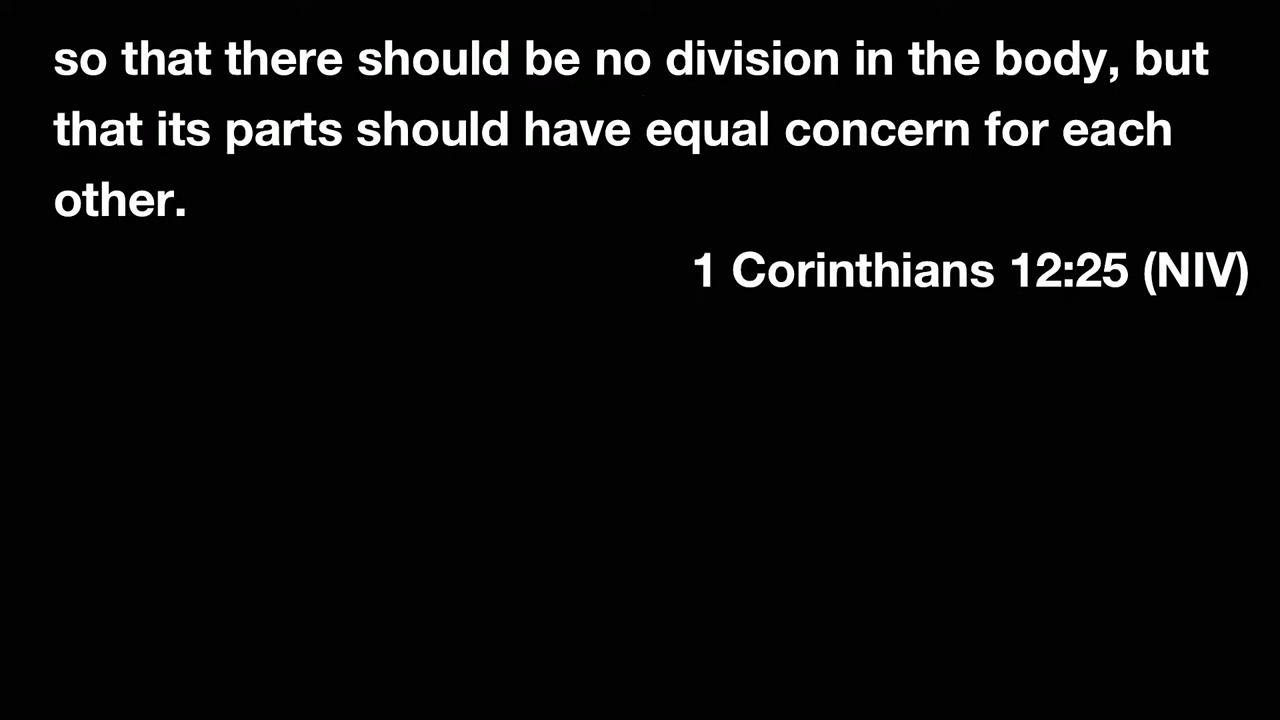 so that there should be no division in the body, but
that its parts should have equal concern for each
other.
1 Corinthians 12:25 (NIV)